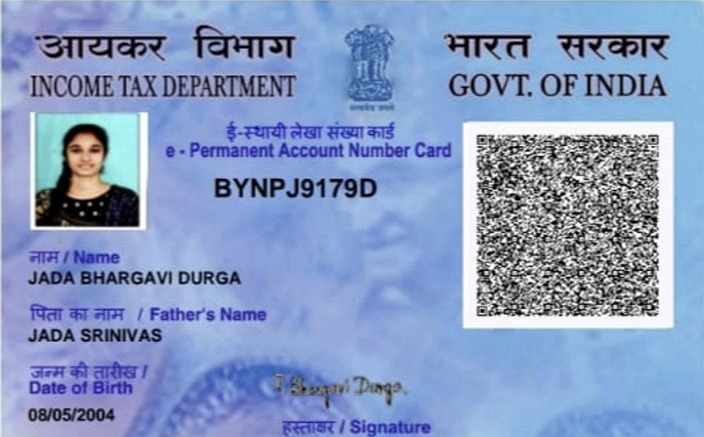 आयकर विभाग
INCOME TAX DEPARTMENT
भारत सरकार
GOVT. OF INDIA
सत्यमेव जयते
ई-स्थायी लेखा संख्या कार्ड
e - Permanent Account Number Card
BYNPJ9179D
नाम / Name
JADA BHARGAVI DURGA
पिता का नाम / Father's Name
JADA SRINIVAS
जन्म की तारीख /
Date of Birth
08/05/2004
J. Bhargavi Durga.
हस्ताक्षर / Signature